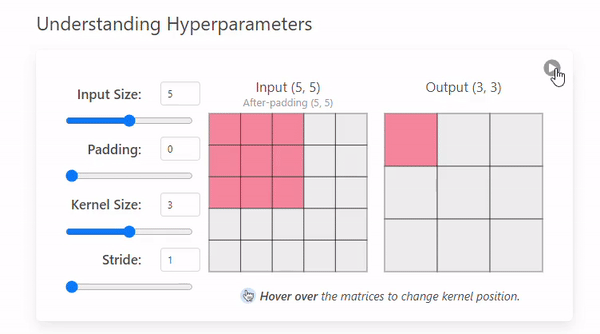 Understanding Hyperparameters
Input Size: 5
Padding: 0
Kernel Size: 3
Stride: 1
Input (5, 5)
After-padding (5, 5)
Output (3, 3)
Hover over the matrices to change kernel position.